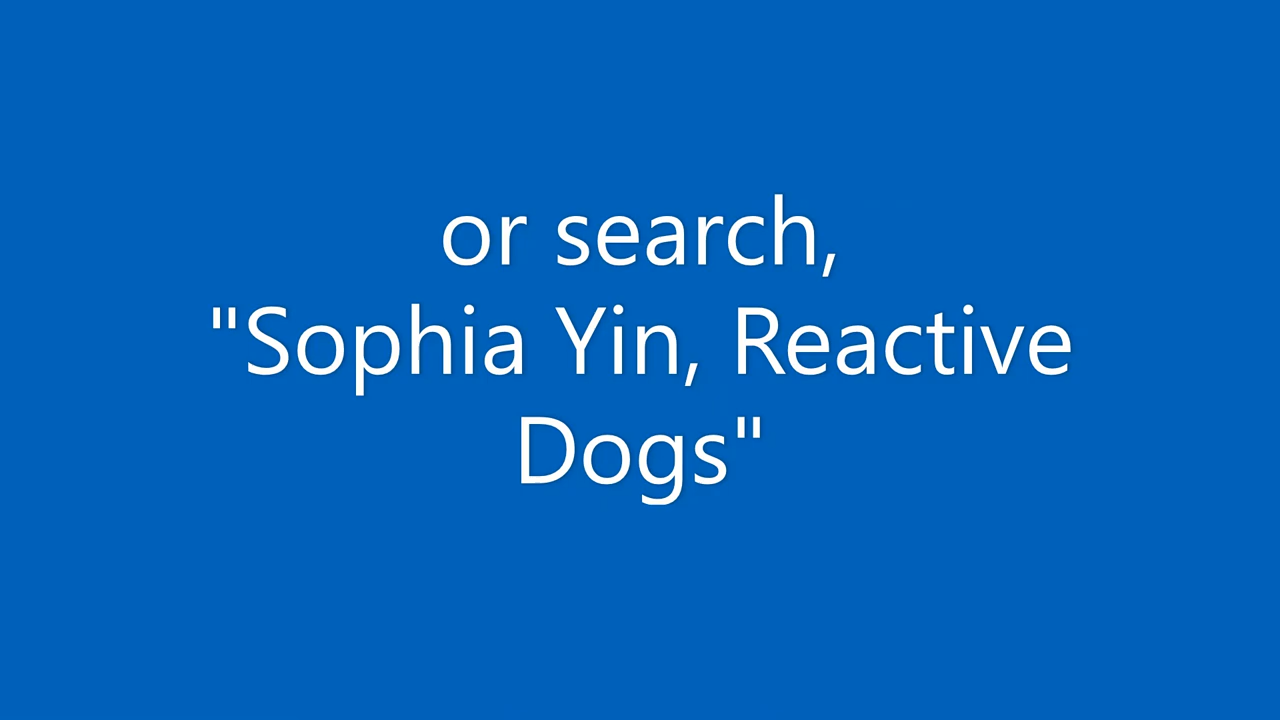 or search,
"Sophia Yin, Reactive
Dogs"